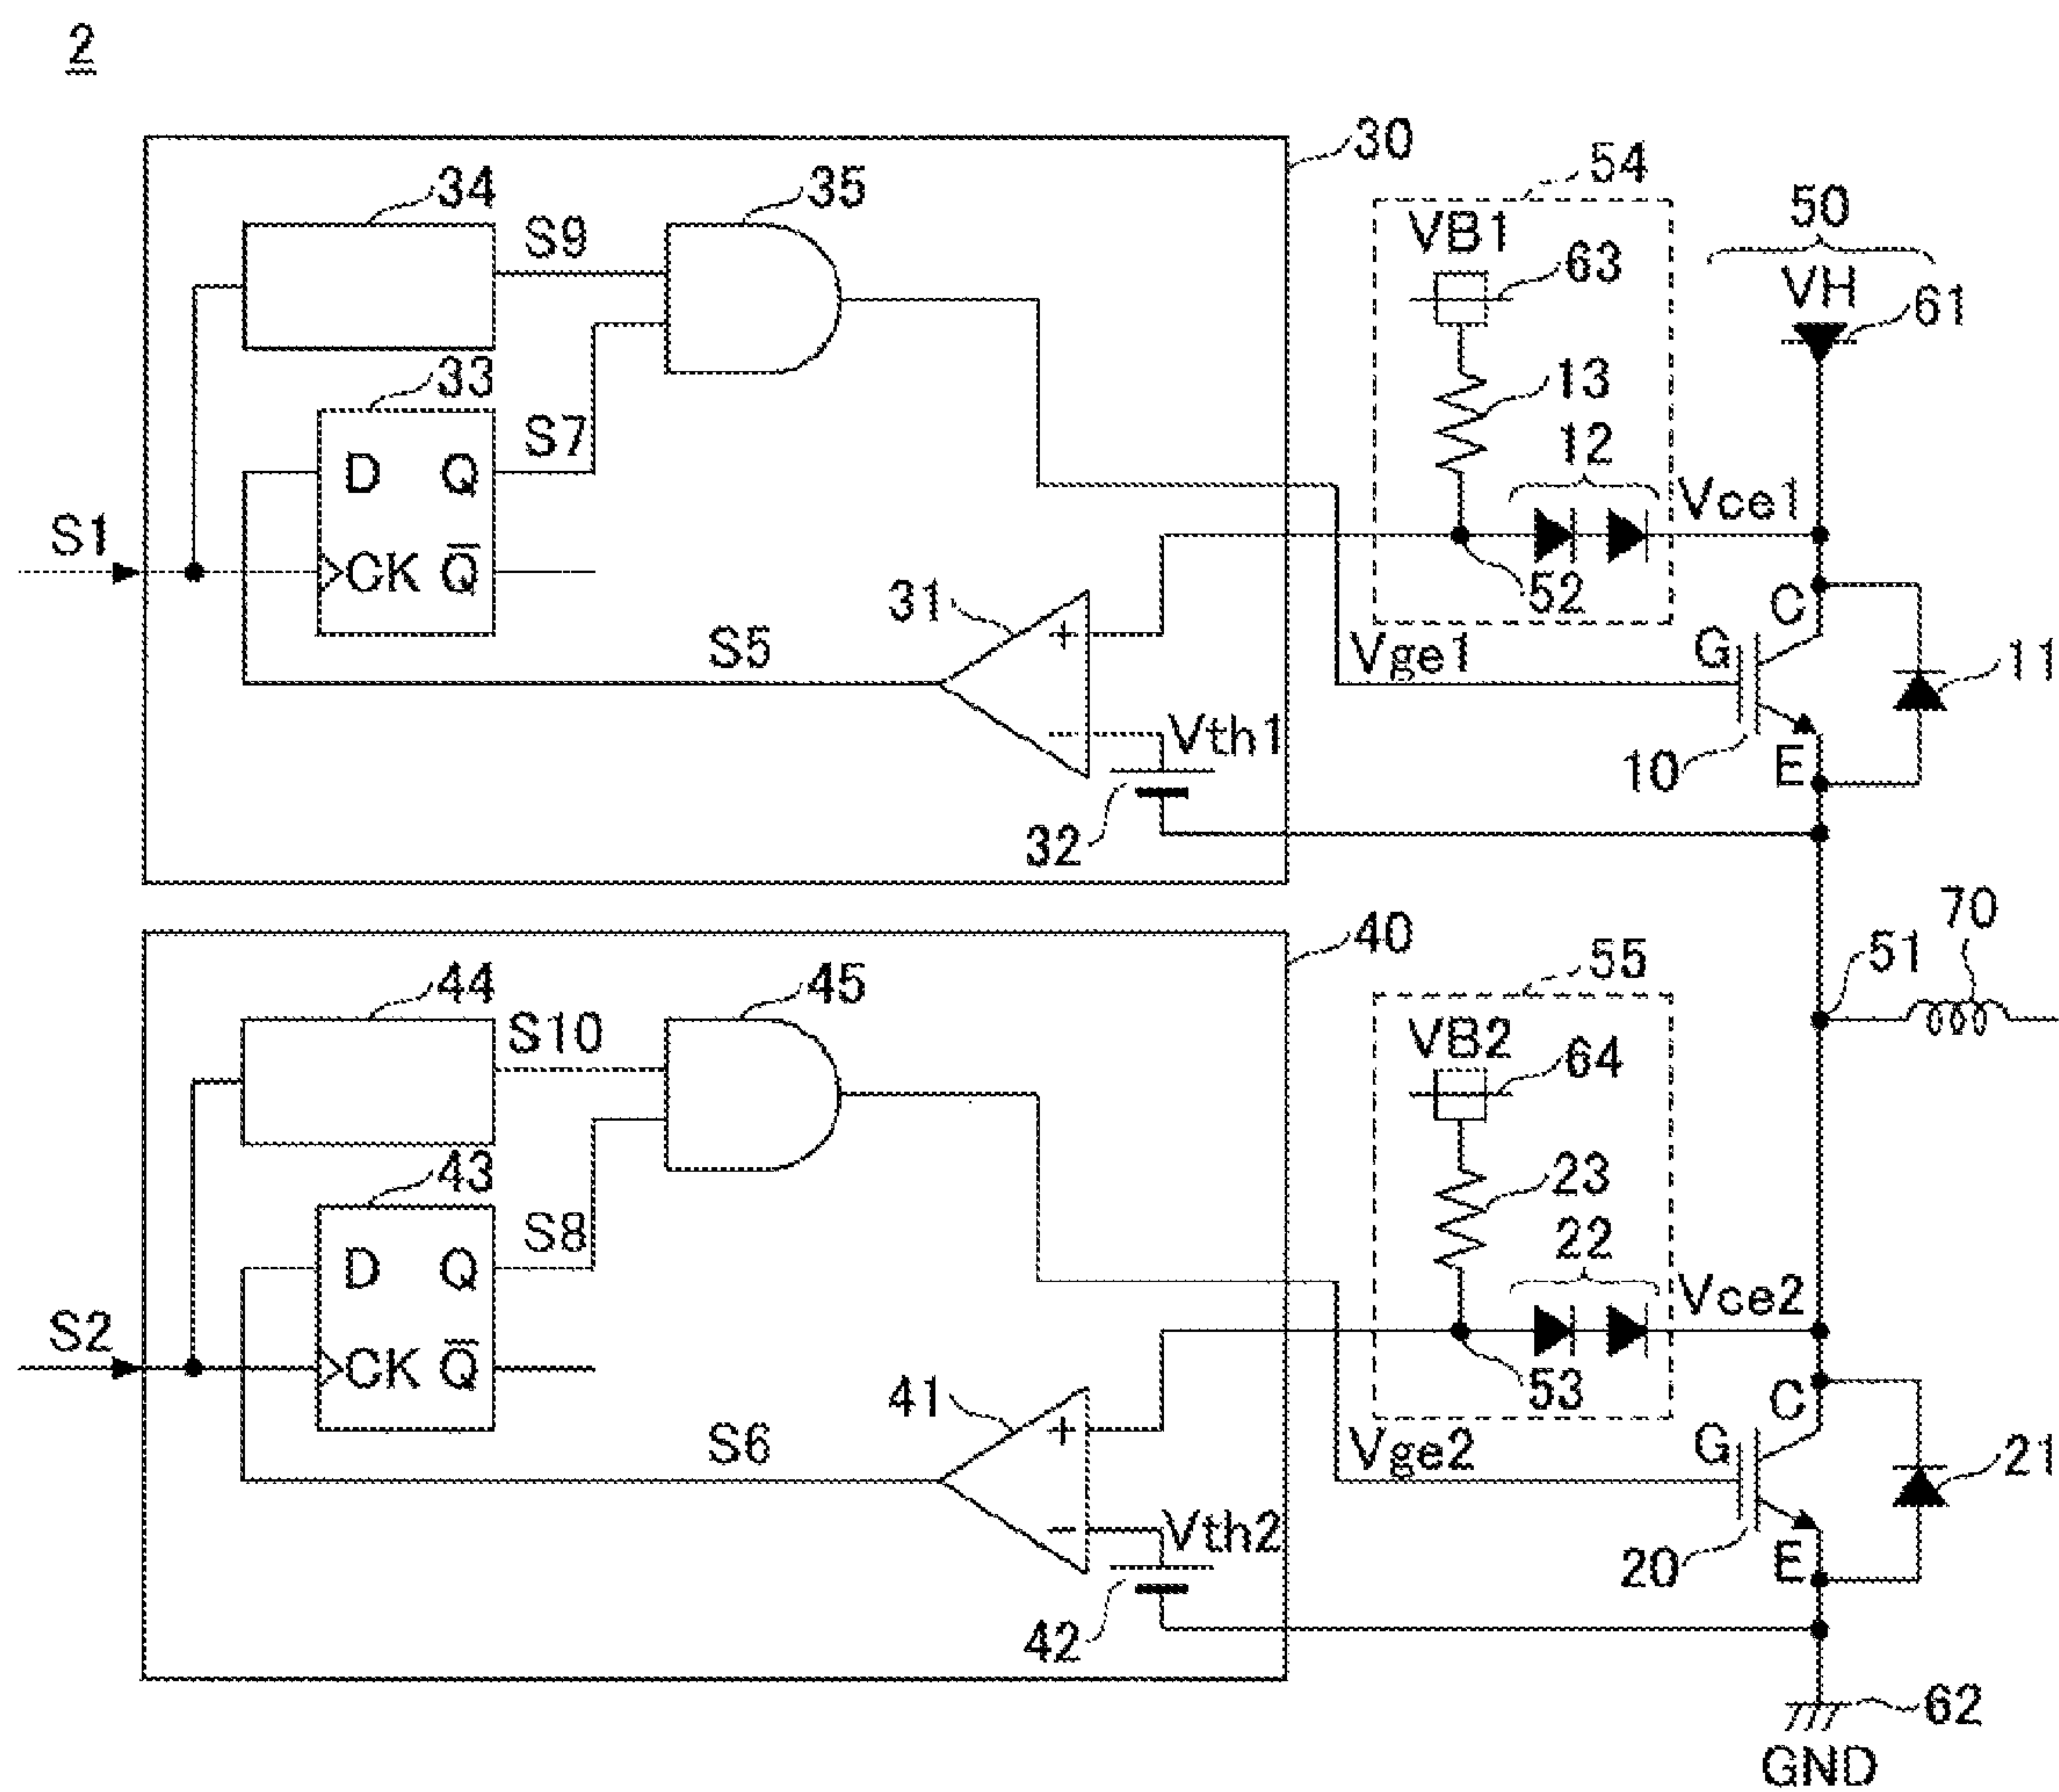 2
30
34
35
54
S9
VB1
50
63
VH
61
33
13
S7
12
D Q
Vce1
S1
CK Q̅
52
C
31
+
S5
Vge1
G
11
−
Vth1
10
E
32
40
70
51
44
45
55
S10
VB2
64
43
23
S8
22
D Q
Vce2
S2
CK Q̅
53
C
41
+
S6
Vge2
G
21
−
Vth2
20
E
42
62
GND